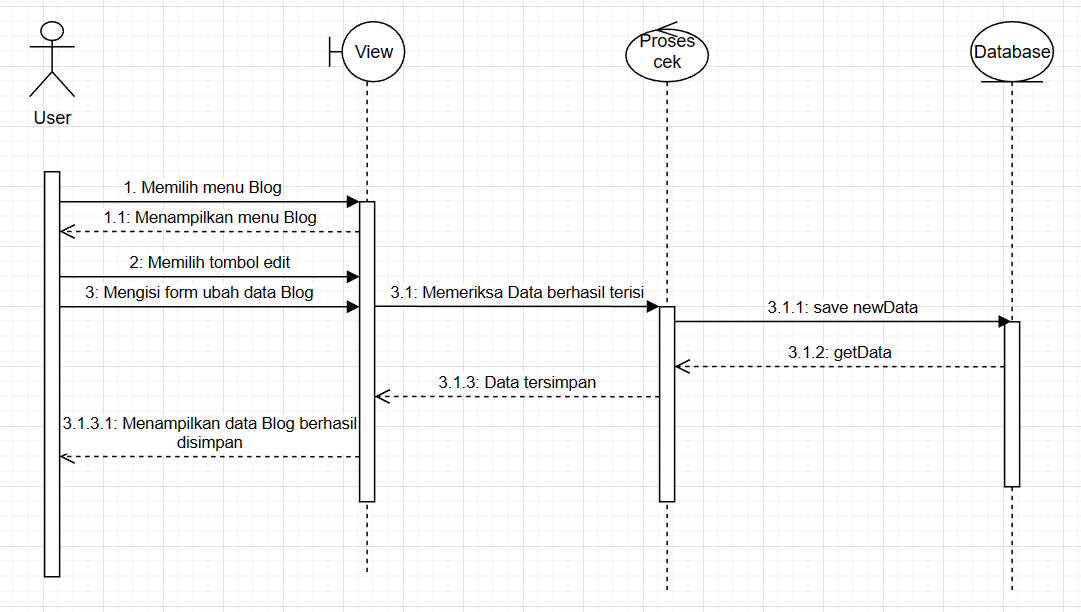 View
Proses
cek
Database
User
1. Memilih menu Blog
1.1: Menampilkan menu Blog
2: Memilih tombol edit
3: Mengisi form ubah data Blog
3.1: Memeriksa Data berhasil terisi
3.1.1: save newData
3.1.2: getData
3.1.3: Data tersimpan
3.1.3.1: Menampilkan data Blog berhasil
disimpan